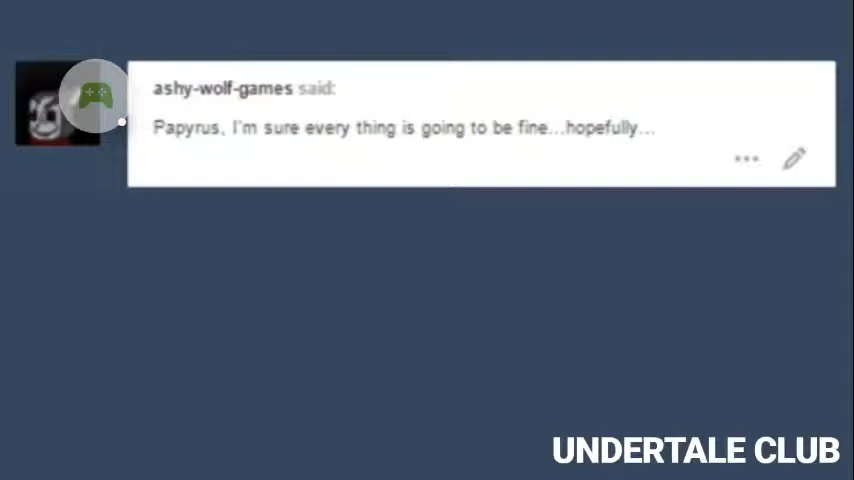 ashy-wolf-games said:
Papyrus, I'm sure every thing is going to be fine...hopefully...
UNDERTALE CLUB